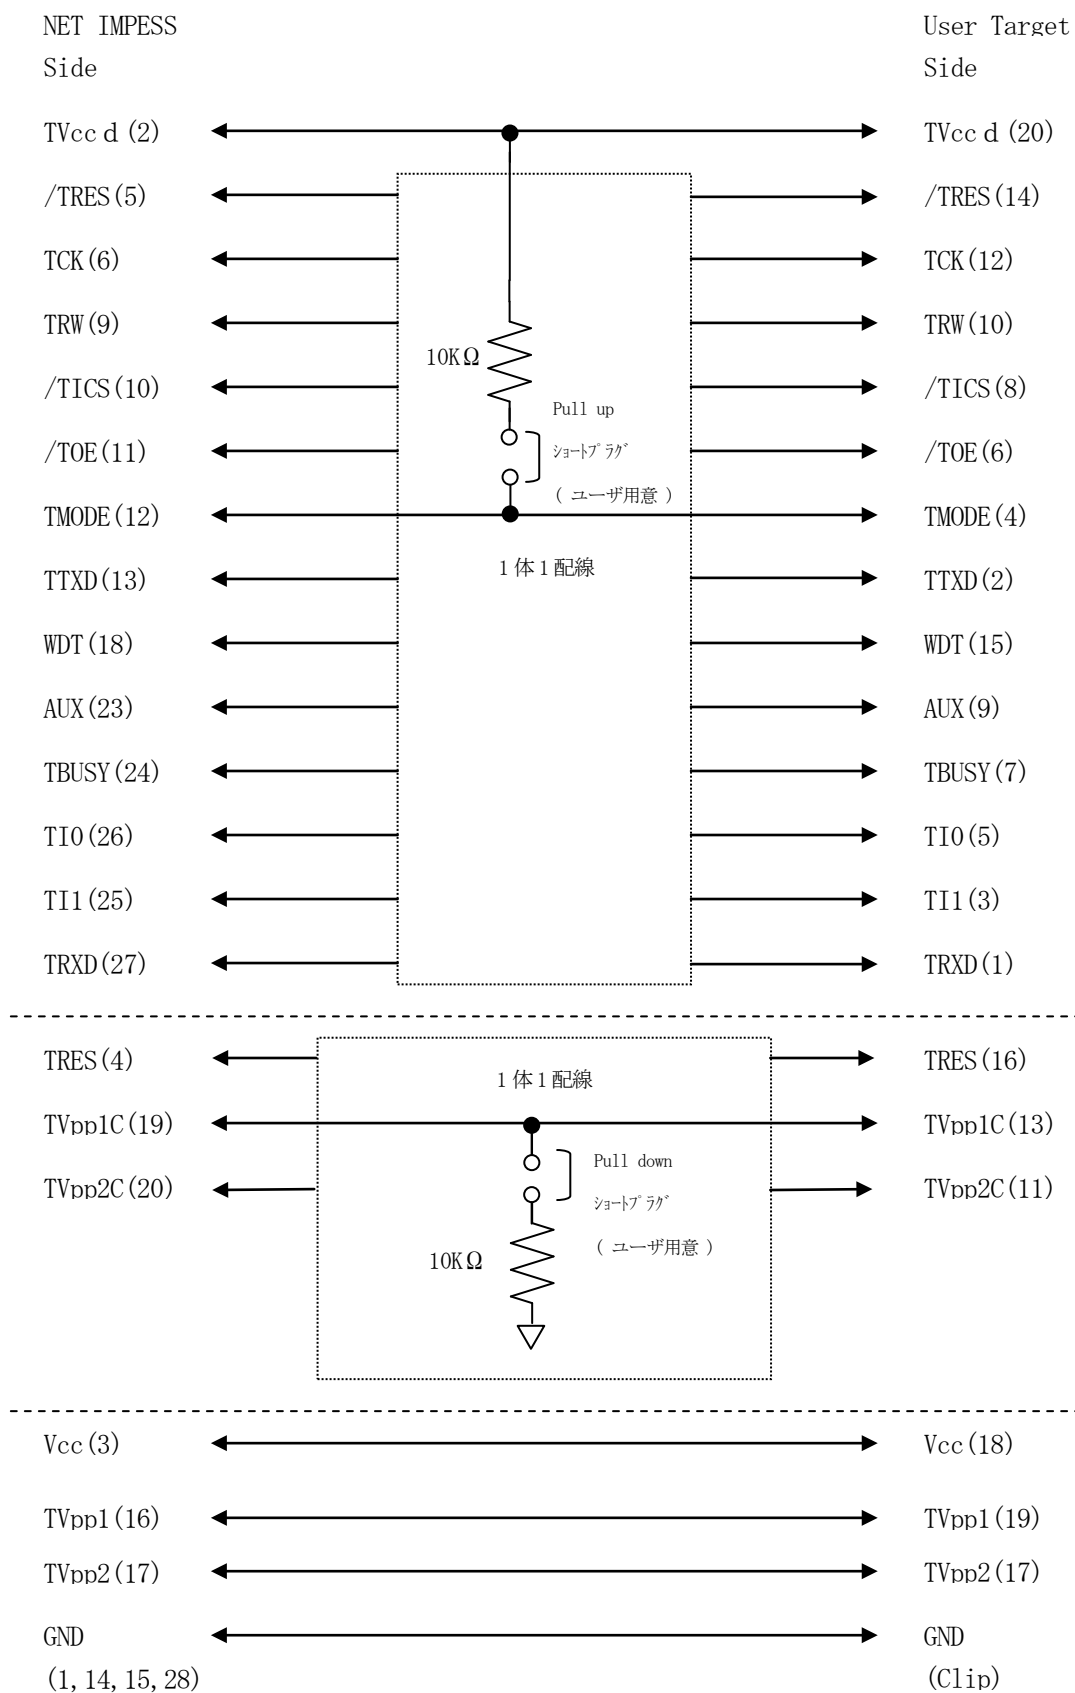 NET IMPESS User Target
Side Side
TVcc d (2) TVcc d (20)
/TRES(5) /TRES(14)
TCK(6) TCK(12)
TRW(9) TRW(10)
10KΩ
/TICS(10) /TICS(8)
Pull up
/TOE(11) ｼｮｰﾄﾌﾟﾗｸﾞ /TOE(6)
( ユーザ用意 )
TMODE(12) TMODE(4)
1体1配線
TTXD(13) TTXD(2)
WDT(18) WDT(15)
AUX(23) AUX(9)
TBUSY(24) TBUSY(7)
TI0(26) TI0(5)
TI1(25) TI1(3)
TRXD(27) TRXD(1)
TRES(4) TRES(16)
1体1配線
TVpp1C(19) TVpp1C(13)
Pull down
TVpp2C(20) TVpp2C(11)
ｼｮｰﾄﾌﾟﾗｸﾞ
( ユーザ用意 )
10KΩ
Vcc(3) Vcc(18)
TVpp1(16) TVpp1(19)
TVpp2(17) TVpp2(17)
GND GND
(1,14,15,28) (Clip)